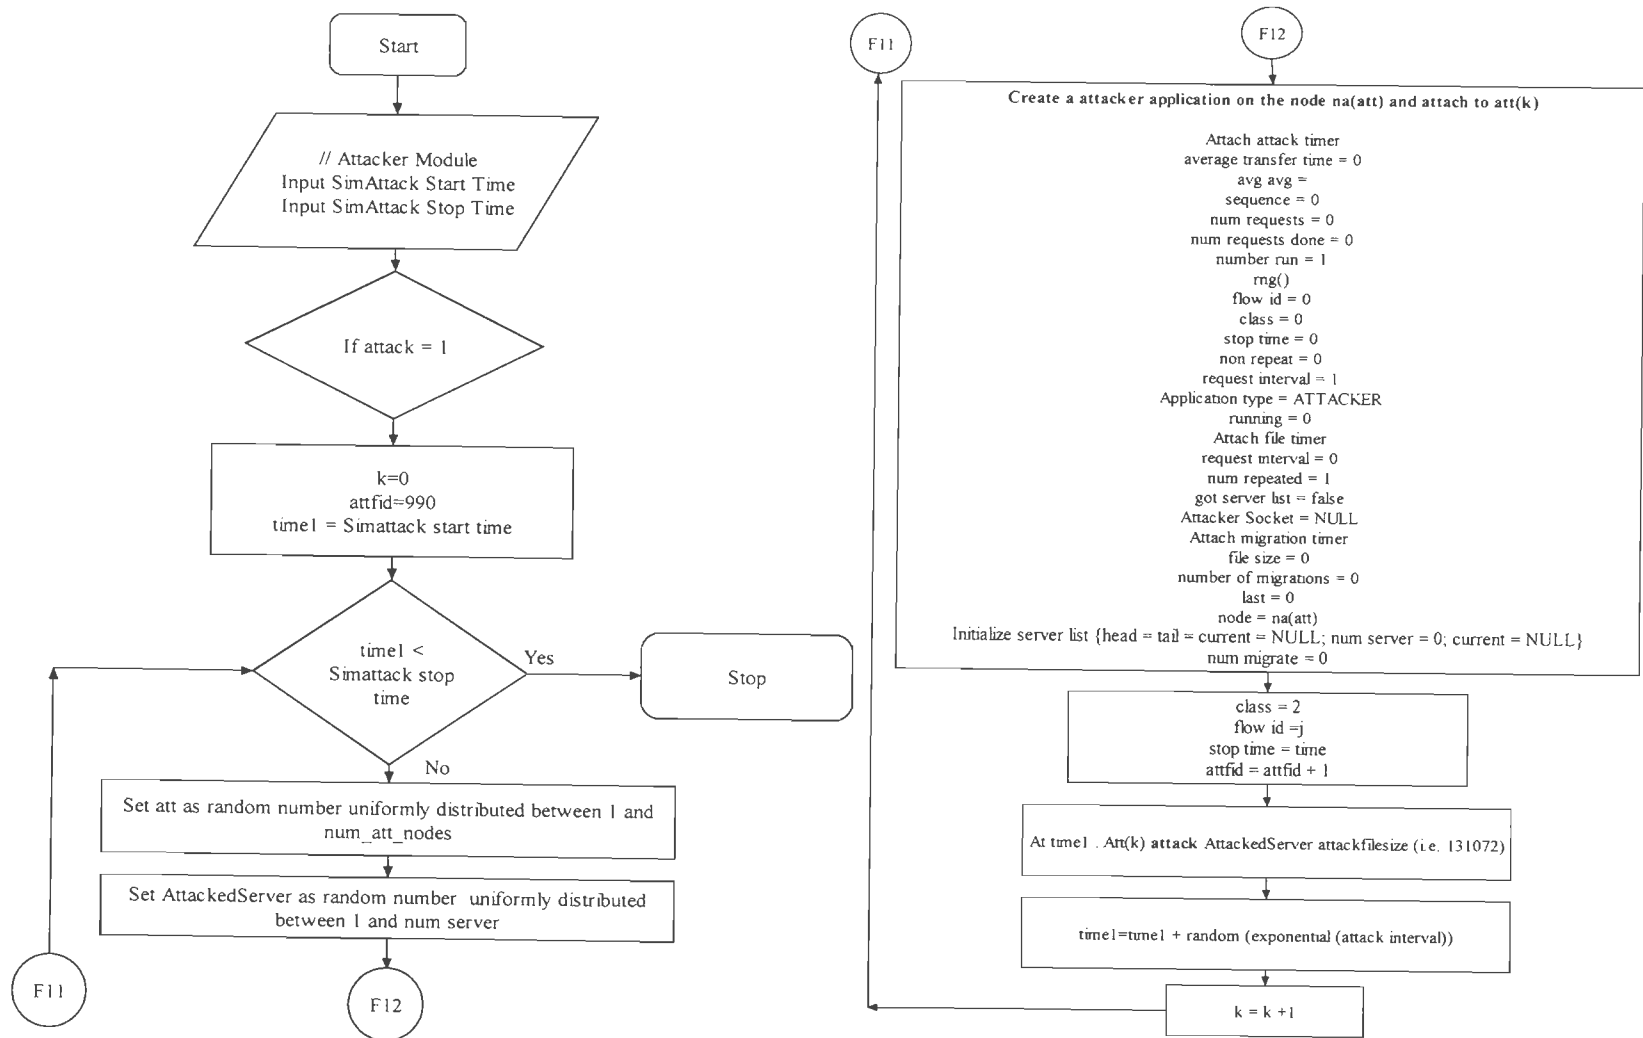 Start
// Attacker Module
Input SimAttack Start Time
Input SimAttack Stop Time
If attack = 1
k=0
attfid=990
time1 = Simattack start time
time1 <
Simattack stop
time
Yes
Stop
No
Set att as random number uniformly distributed between 1 and
num_att_nodes
Set AttackedServer as random number uniformly distributed
between 1 and num server
F11
F12
F11
F12
Create a attacker application on the node na(att) and attach to att(k)
Attach attack timer
average transfer time = 0
avg avg =
sequence = 0
num requests = 0
num requests done = 0
number run = 1
rng()
flow id = 0
class = 0
stop time = 0
non repeat = 0
request interval = 1
Application type = ATTACKER
running = 0
Attach file timer
request interval = 0
num repeated = 1
got server list = false
Attacker Socket = NULL
Attach migration timer
file size = 0
number of migrations = 0
last = 0
node = na(att)
Initialize server list {head = tail = current = NULL; num server = 0; current = NULL}
num migrate = 0
class = 2
flow id =j
stop time = time
attfid = attfid + 1
At time1 . Att(k) attack AttackedServer attackfilesize (i.e. 131072)
time1=time1 + random (exponential (attack interval))
k = k +1